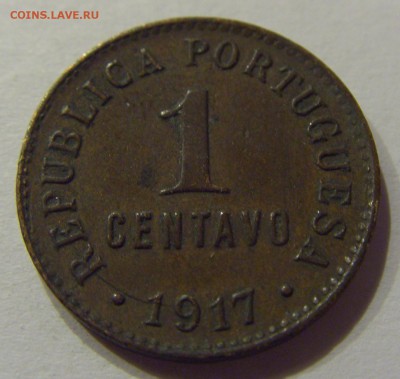 COINS.LAVE.RU
REPUBLICA PORTUGUESA
1
CENTAVO
• 1917 •